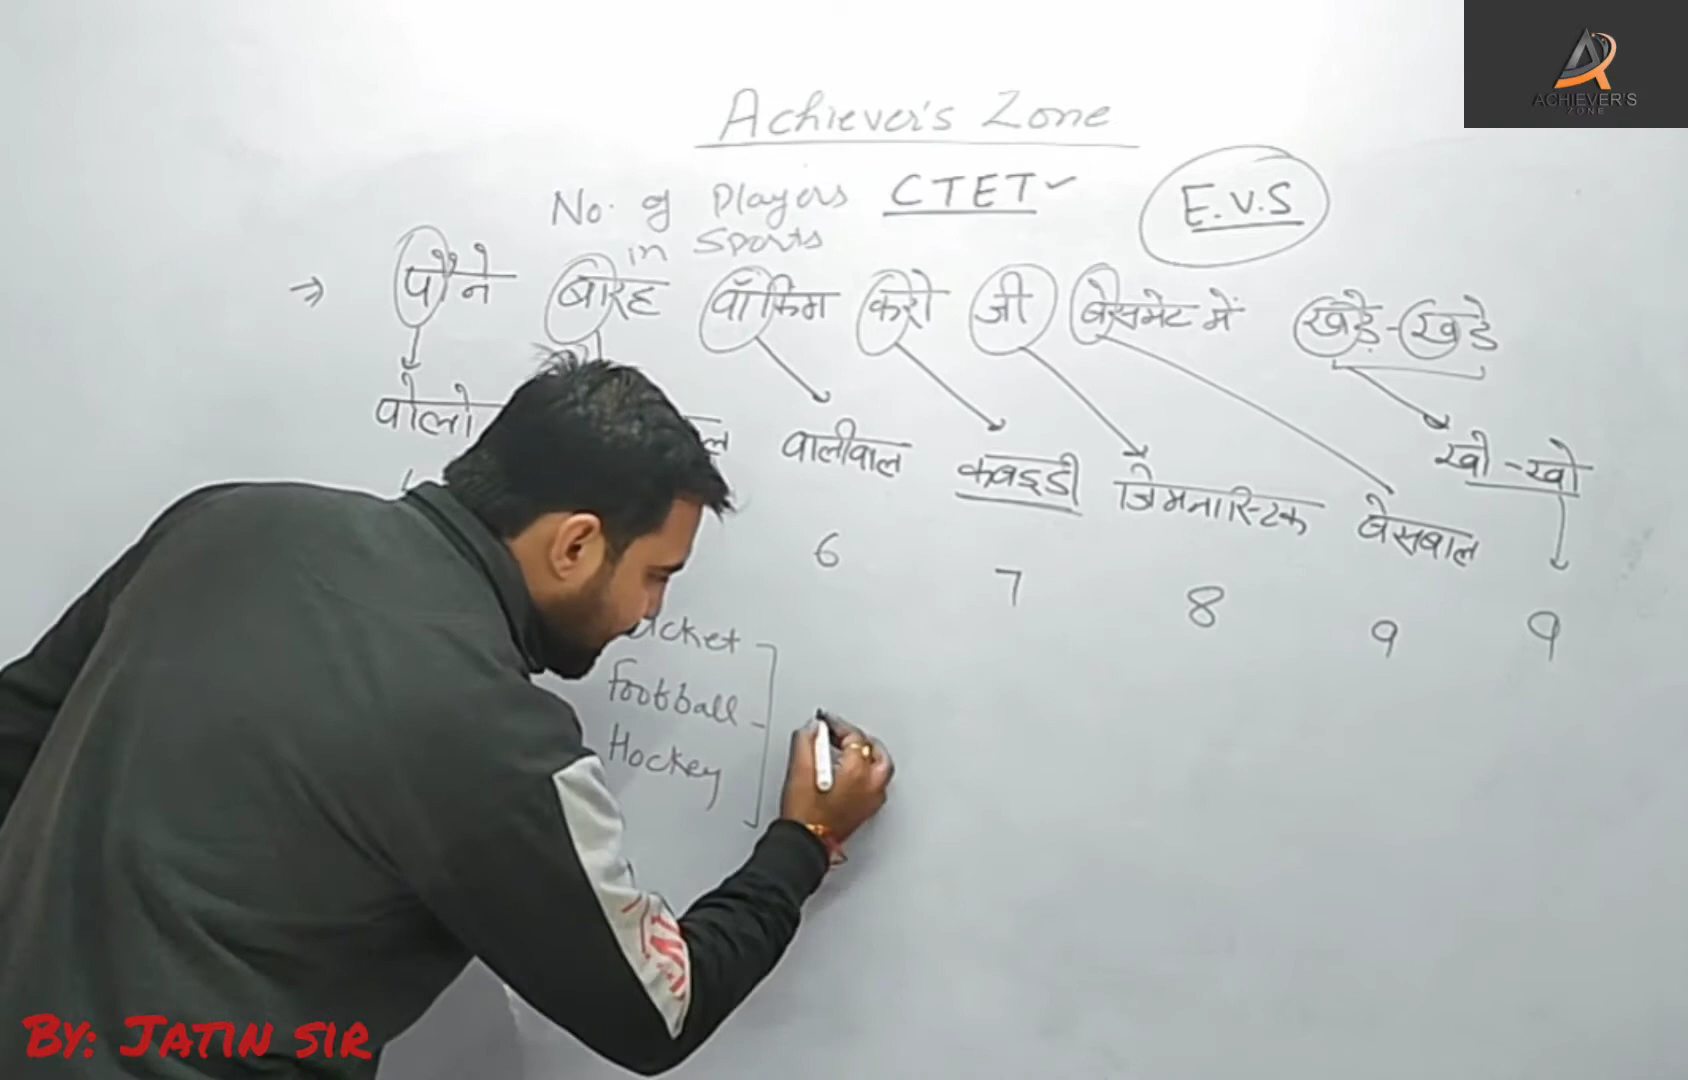 ACHIEVER'S
ZONE
Achiever's Zone
No. of Players CTET ✓
in Sports
E.V.S
→ पौने बारह वॉकिंग करो जी बेसमेंट में खड़े-खडे
पोलो वालीवाल कबड्डी जिमनास्टिक बेसबाल खो-खो
6 7 8 9 9
Football
Hockey
By: Jatin sir